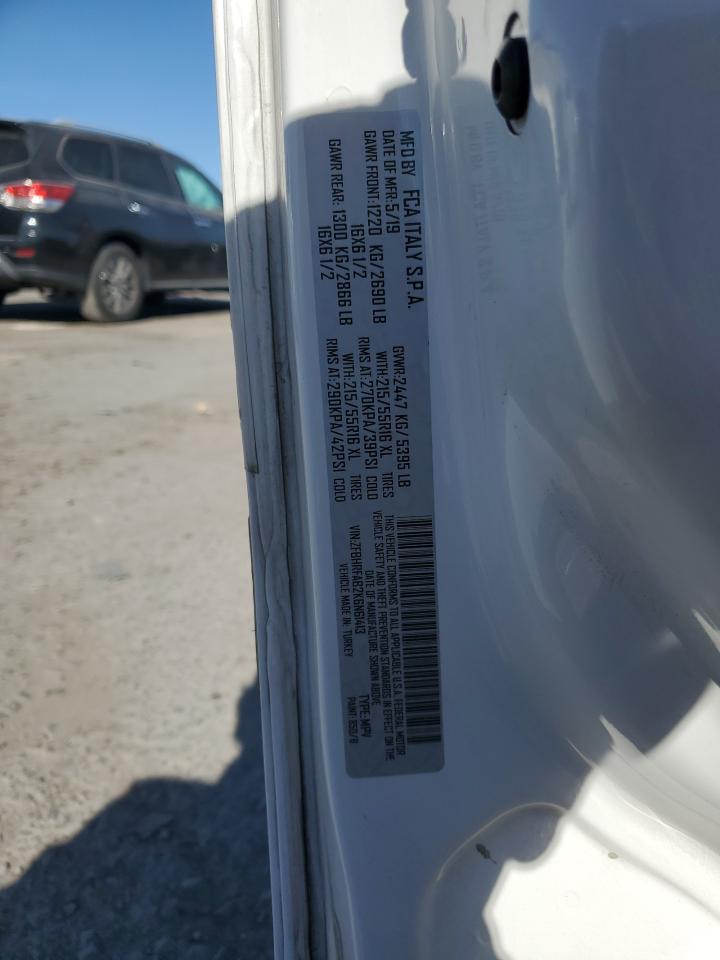 MFD BY FCA ITALY S.P.A.
DATE OF MFR: 5/19 GVWR: 2447 KG/5395 LB
GAWR FRONT: 1220 KG/2690 LB WITH: 215/55R16 XL TIRES
16X6 1/2 RIMS AT: 270KPA/39PSI COLD
GAWR REAR: 1300 KG/2866 LB WITH: 215/55R16 XL TIRES
16X6 1/2 RIMS AT: 290KPA/42PSI COLD
THIS VEHICLE CONFORMS TO ALL APPLICABLE U.S.A. FEDERAL MOTOR
VEHICLE SAFETY AND THEFT PREVENTION STANDARDS IN EFFECT ON THE
DATE OF MANUFACTURE SHOWN ABOVE
VIN: ZFBHRFAB2K6N61413 TYPE: MPV
VEHICLE MADE IN: TURKEY PAINT: 650/B